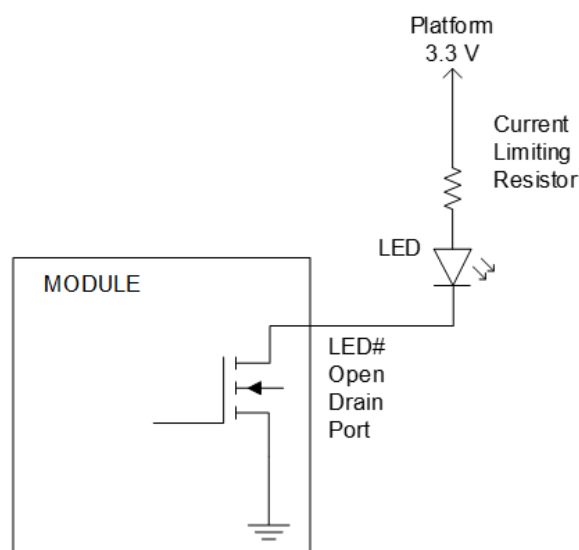 Platform
3.3 V
Current
Limiting
Resistor
LED
MODULE
LED#
Open
Drain
Port